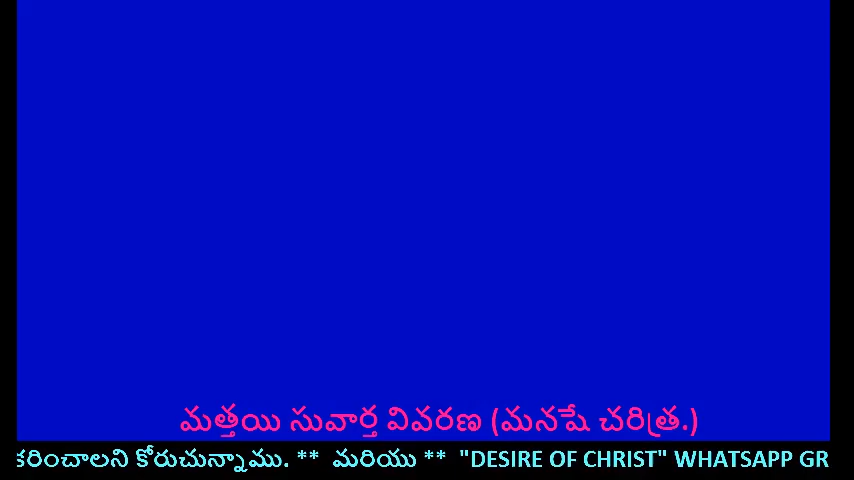 మత్తయి సువార్త వివరణ (మనషే చరిత్ర.)
కరించాలని కోరుచున్నాము. ** మరియు ** "DESIRE OF CHRIST" WHATSAPP GR